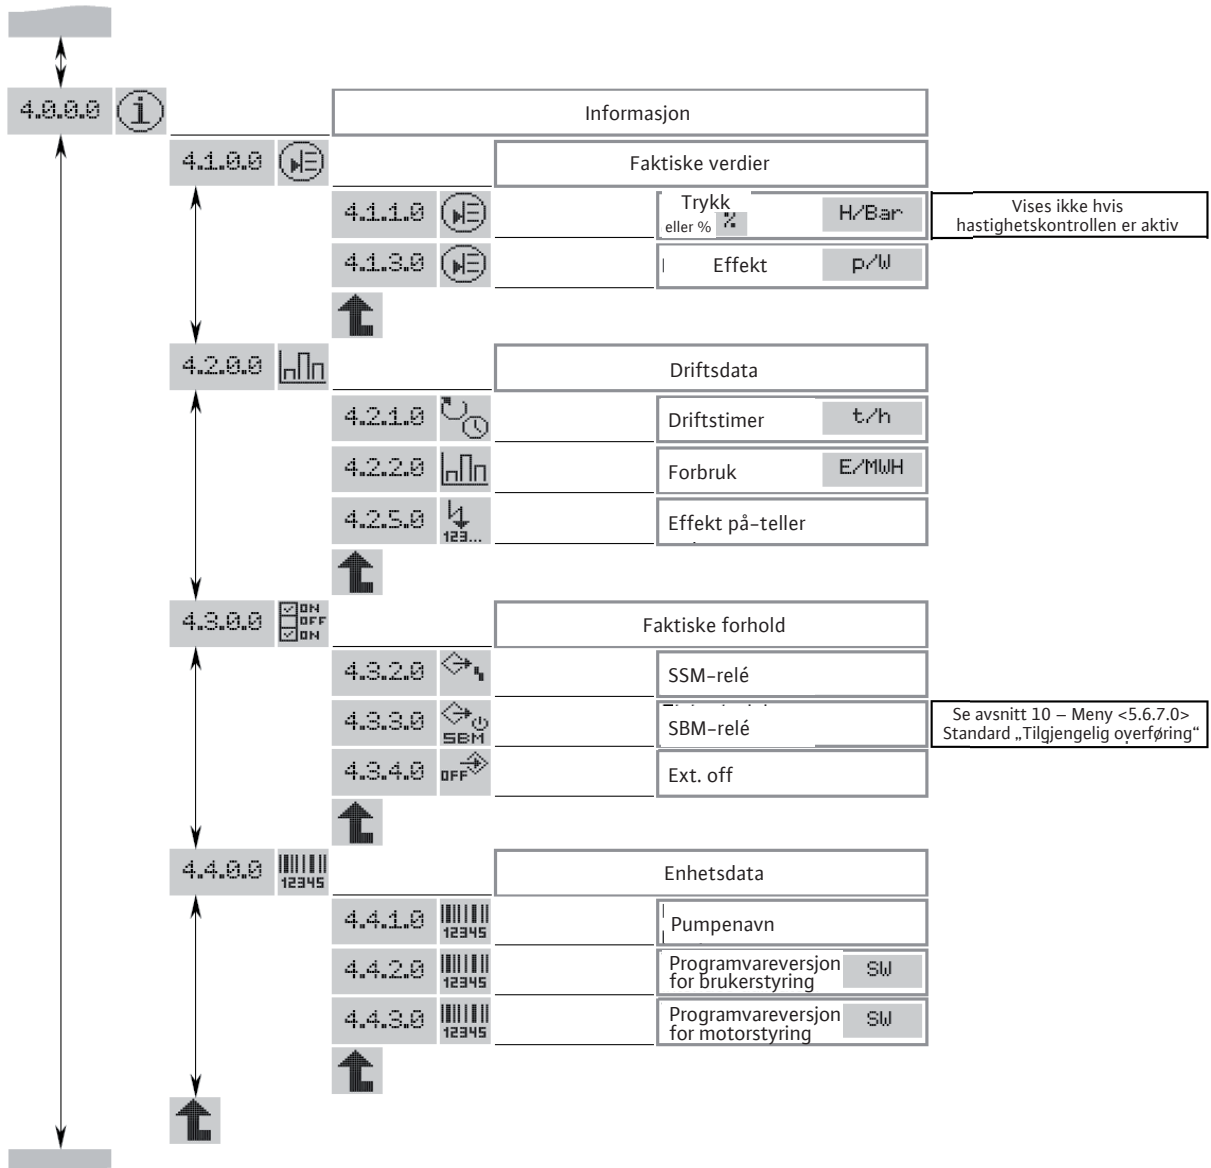 4.0.0.0 i Informasjon
4.1.0.0 Faktiske verdier
4.1.1.0 Trykk H/Bar
eller % %
Vises ikke hvis
hastighetskontrollen er aktiv
4.1.3.0 Effekt p/W
4.2.0.0 Driftsdata
4.2.1.0 Driftstimer t/h
4.2.2.0 Forbruk E/MWH
4.2.5.0 123... Effekt på-teller
4.3.0.0 Faktiske forhold
ON
OFF
ON
4.3.2.0 SSM-relé
4.3.3.0 SBM SBM-relé
Se avsnitt 10 – Meny <5.6.7.0>
Standard „Tilgjengelig overføring“
4.3.4.0 OFF Ext. off
4.4.0.0 12345 Enhetsdata
4.4.1.0 12345 Pumpenavn
4.4.2.0 12345 Programvareversjon SW
for brukerstyring
4.4.3.0 12345 Programvareversjon SW
for motorstyring